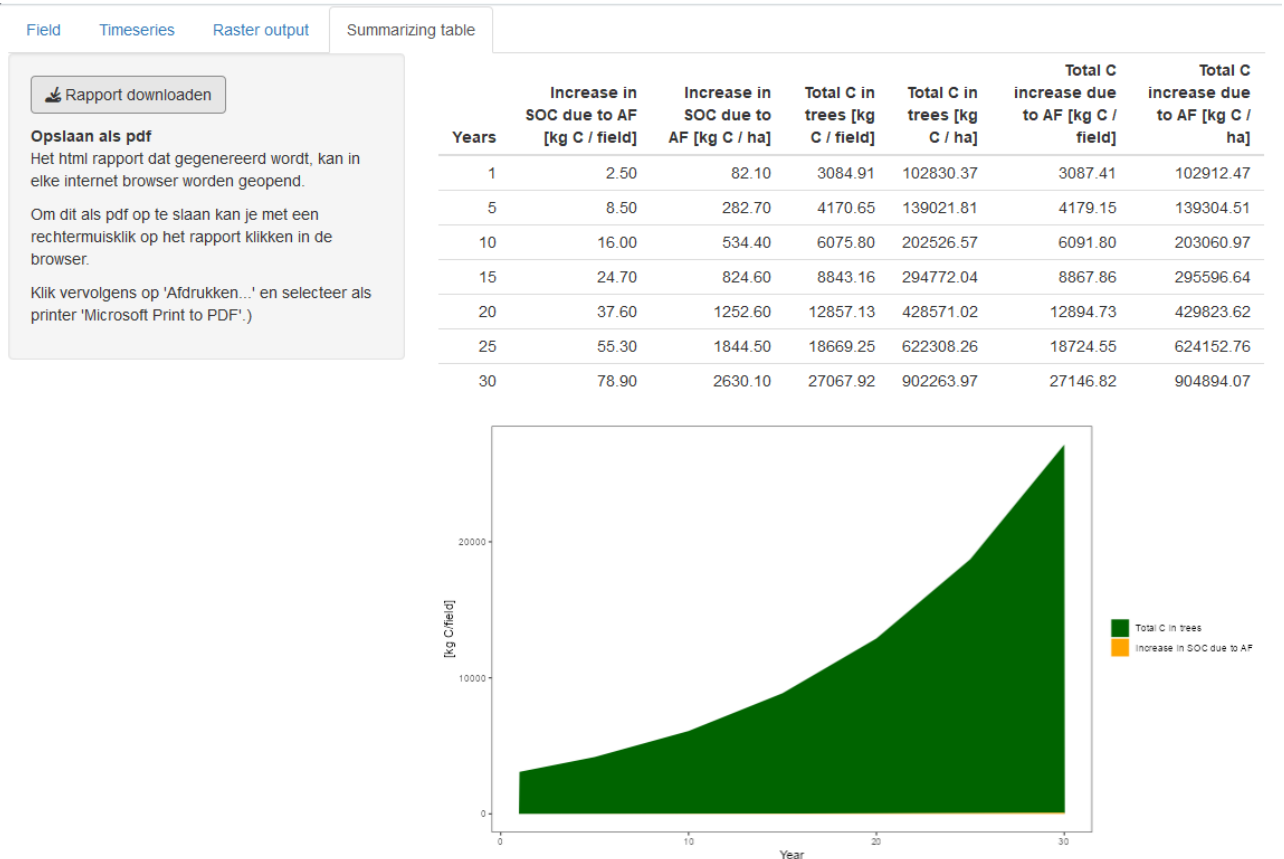 Field Timeseries Raster output Summarizing table
Rapport downloaden
Opslaan als pdf
Het html rapport dat gegenereerd wordt, kan in
elke internet browser worden geopend.
Om dit als pdf op te slaan kan je met een
rechtermuisklik op het rapport klikken in de
browser.
Klik vervolgens op 'Afdrukken...' en selecteer als
printer 'Microsoft Print to PDF'.)
Total C Total C
Increase in Increase in Total C in Total C in increase due increase due
SOC due to AF SOC due to trees [kg trees [kg to AF [kg C / to AF [kg C /
Years [kg C / field] AF [kg C / ha] C / field] C / ha] field] ha]
1 2.50 82.10 3084.91 102830.37 3087.41 102912.47
5 8.50 282.70 4170.65 139021.81 4179.15 139304.51
10 16.00 534.40 6075.80 202526.57 6091.80 203060.97
15 24.70 824.60 8843.16 294772.04 8867.86 295596.64
20 37.60 1252.60 12857.13 428571.02 12894.73 429823.62
25 55.30 1844.50 18669.25 622308.26 18724.55 624152.76
30 78.90 2630.10 27067.92 902263.97 27146.82 904894.07
20000
10000
0
[kg C/field]
0 10 20 30
Year
Total C in trees
Increase in SOC due to AF